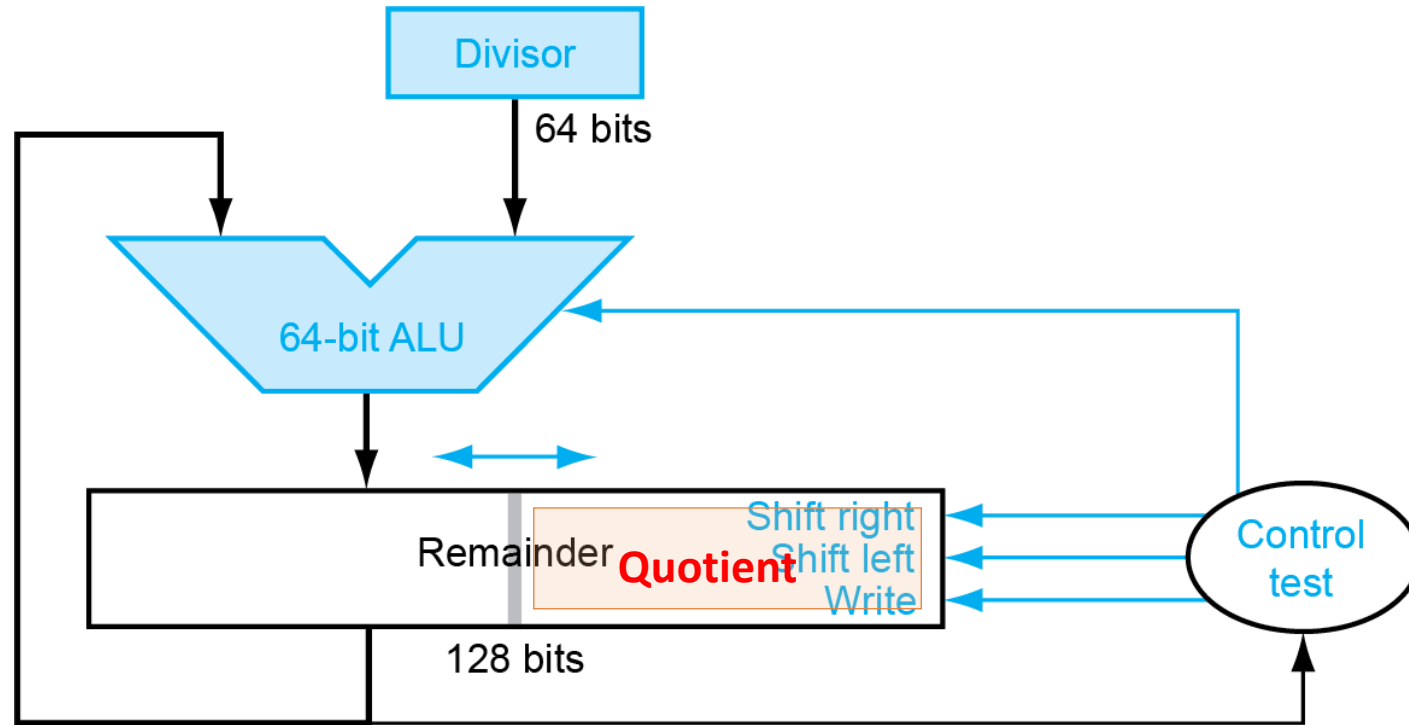 Divisor
64 bits
64-bit ALU
Shift right
Remainder
Shift left
Quotient
Write
Control
test
128 bits